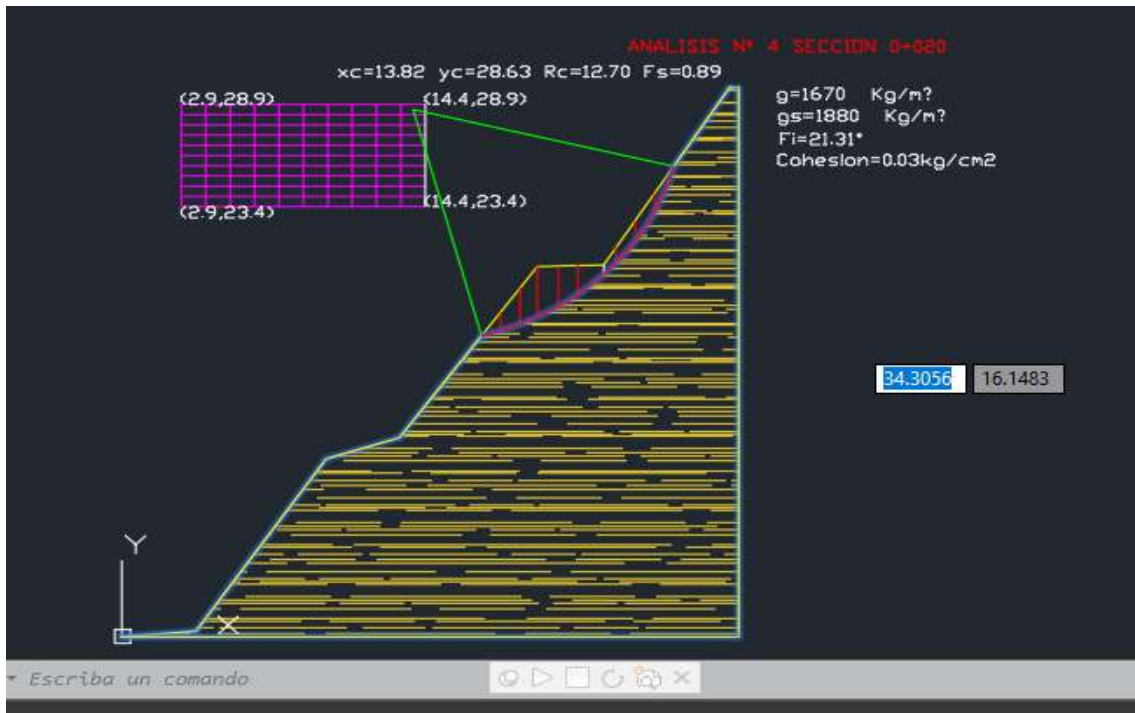 ANALISIS Nº 4 SECCION 0+020
xc=13.82 yc=28.63 Rc=12.70 Fs=0.89
(2.9,28.9)
(14.4,28.9)
(2.9,23.4)
(14.4,23.4)
g=1670 Kg/m?
gs=1880 Kg/m?
Fi=21.31°
Cohesion=0.03kg/cm2
34.3056
16.1483
Y
Escriba un comando